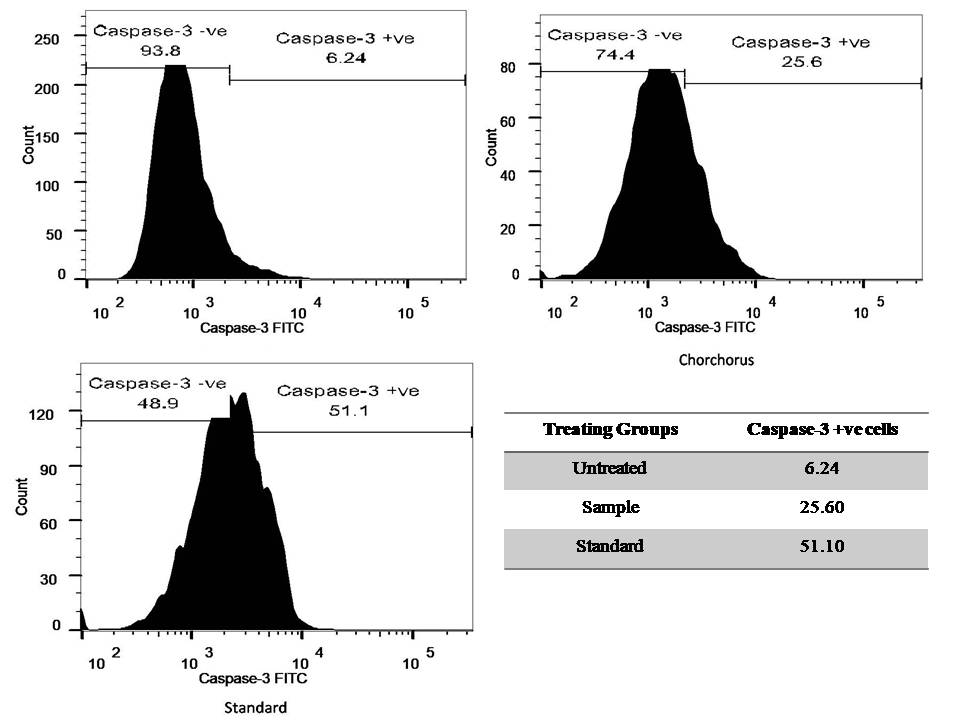 Caspase-3 -ve
93.8
Caspase-3 +ve
6.24
250
200
150
100
50
0
Count
10 2
10 3
10 4
10 5
Caspase-3 FITC
Caspase-3 -ve
74.4
Caspase-3 +ve
25.6
80
60
40
20
0
Count
10 2
10 3
10 4
10 5
Caspase-3 FITC
Chorchorus
Caspase-3 -ve
48.9
Caspase-3 +ve
51.1
120
90
60
30
0
Count
10 2
10 3
10 4
10 5
Caspase-3 FITC
Standard
Treating Groups Caspase-3 +ve cells
Untreated 6.24
Sample 25.60
Standard 51.10